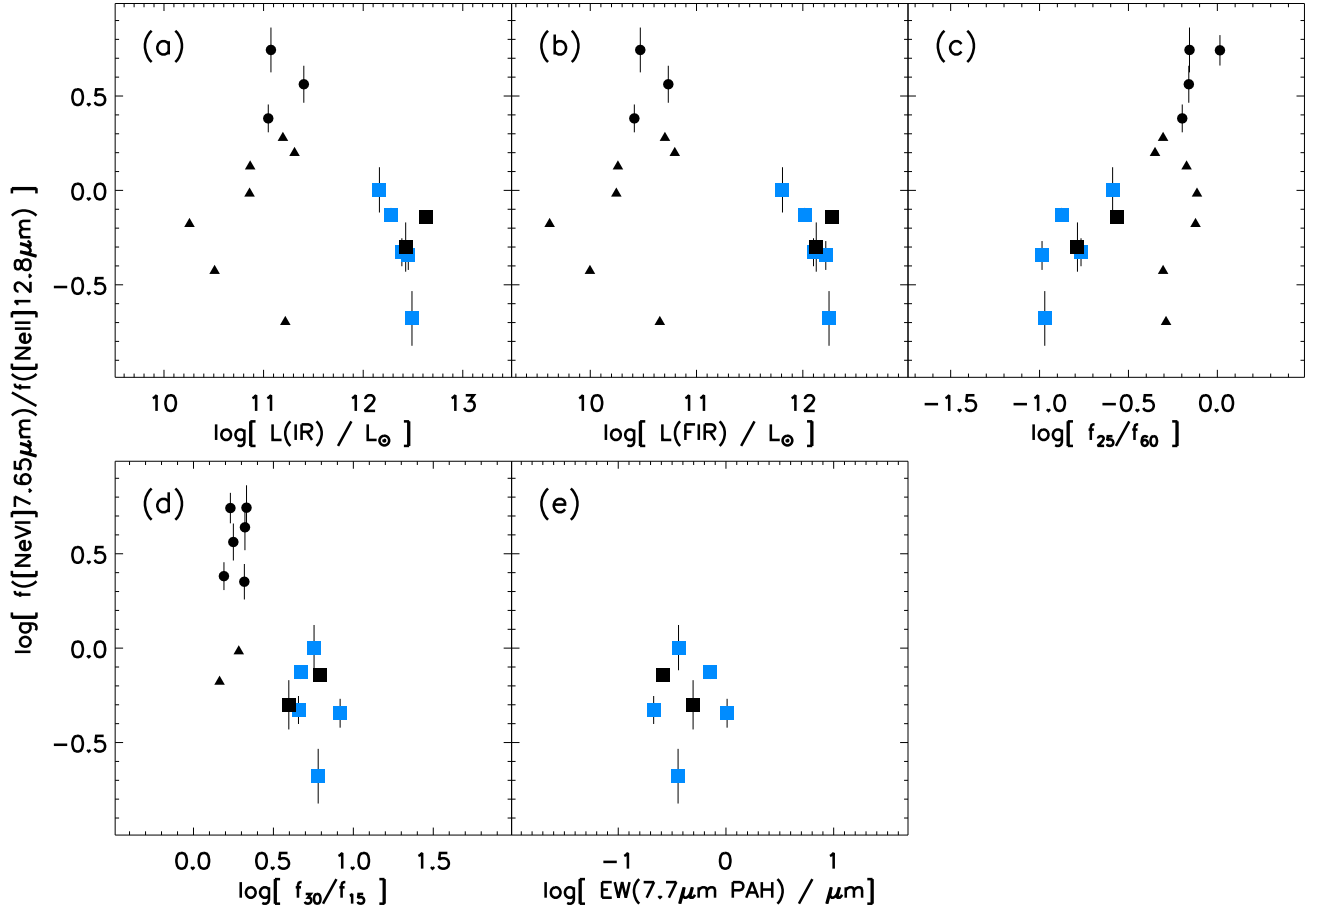 (a) (b) (c)
0.5
0.0
−0.5
10 11 12 13 10 11 12 −1.5 −1.0 −0.5 0.0
log[ L(IR) / L⊙ ] log[ L(FIR) / L⊙ ] log[ f25/f60 ]
log[ f([NeVI]7.65μm)/f([NeII]12.8μm) ]
(d) (e)
0.5
0.0
−0.5
0.0 0.5 1.0 1.5 −1 0 1
log[ f30/f15 ] log[ EW(7.7μm PAH) / μm]